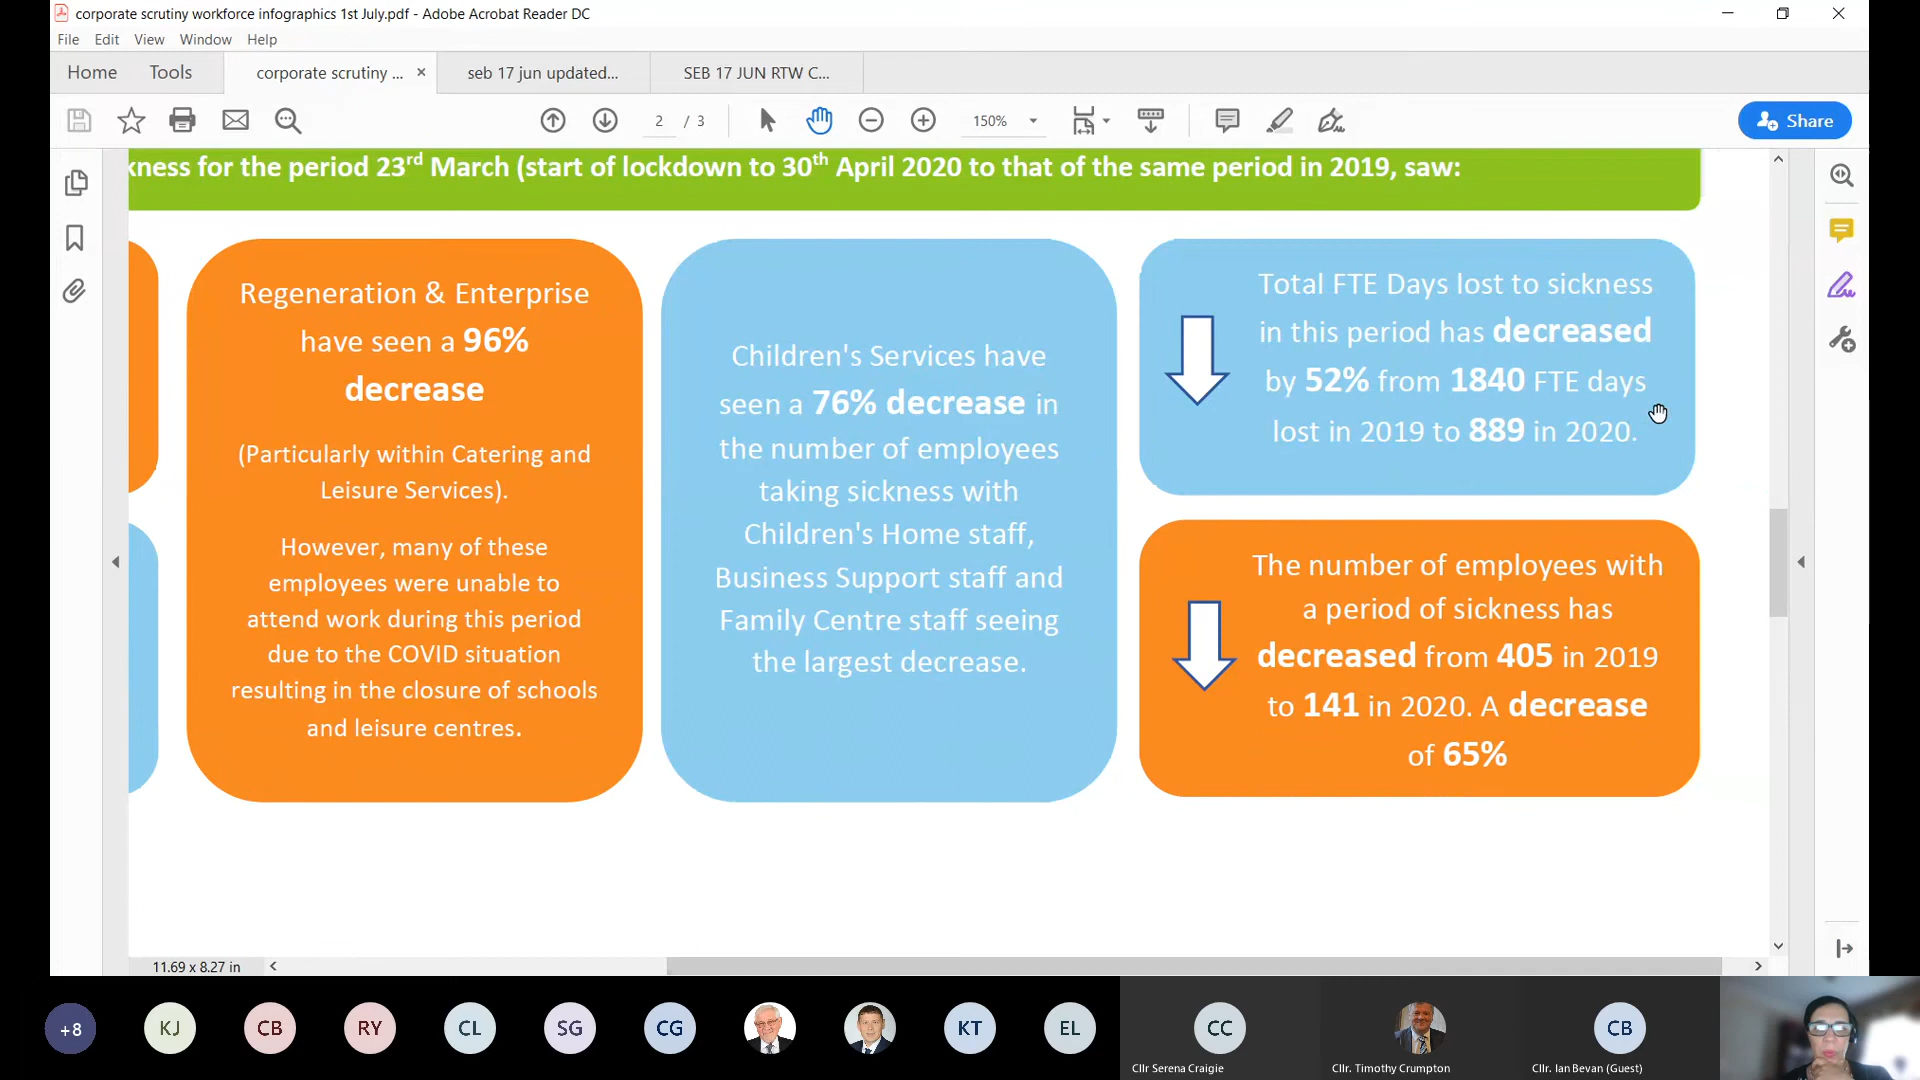 corporate scrutiny workforce infographics 1st July.pdf - Adobe Acrobat Reader DC
File Edit View Window Help
Home Tools corporate scrutiny ... × seb 17 jun updated... SEB 17 JUN RTW C...
2 / 3 150% Share
kness for the period 23rd March (start of lockdown to 30th April 2020 to that of the same period in 2019, saw:
Regeneration & Enterprise
have seen a 96%
decrease
(Particularly within Catering and
Leisure Services).
However, many of these
employees were unable to
attend work during this period
due to the COVID situation
resulting in the closure of schools
and leisure centres.
Children's Services have
seen a 76% decrease in
the number of employees
taking sickness with
Children's Home staff,
Business Support staff and
Family Centre staff seeing
the largest decrease.
Total FTE Days lost to sickness
in this period has decreased
by 52% from 1840 FTE days
lost in 2019 to 889 in 2020.
The number of employees with
a period of sickness has
decreased from 405 in 2019
to 141 in 2020. A decrease
of 65%
11.69 x 8.27 in
+8 KJ CB RY CL SG CG KT EL CC CB
Cllr Serena Craigie Cllr. Timothy Crumpton Cllr. Ian Bevan (Guest)